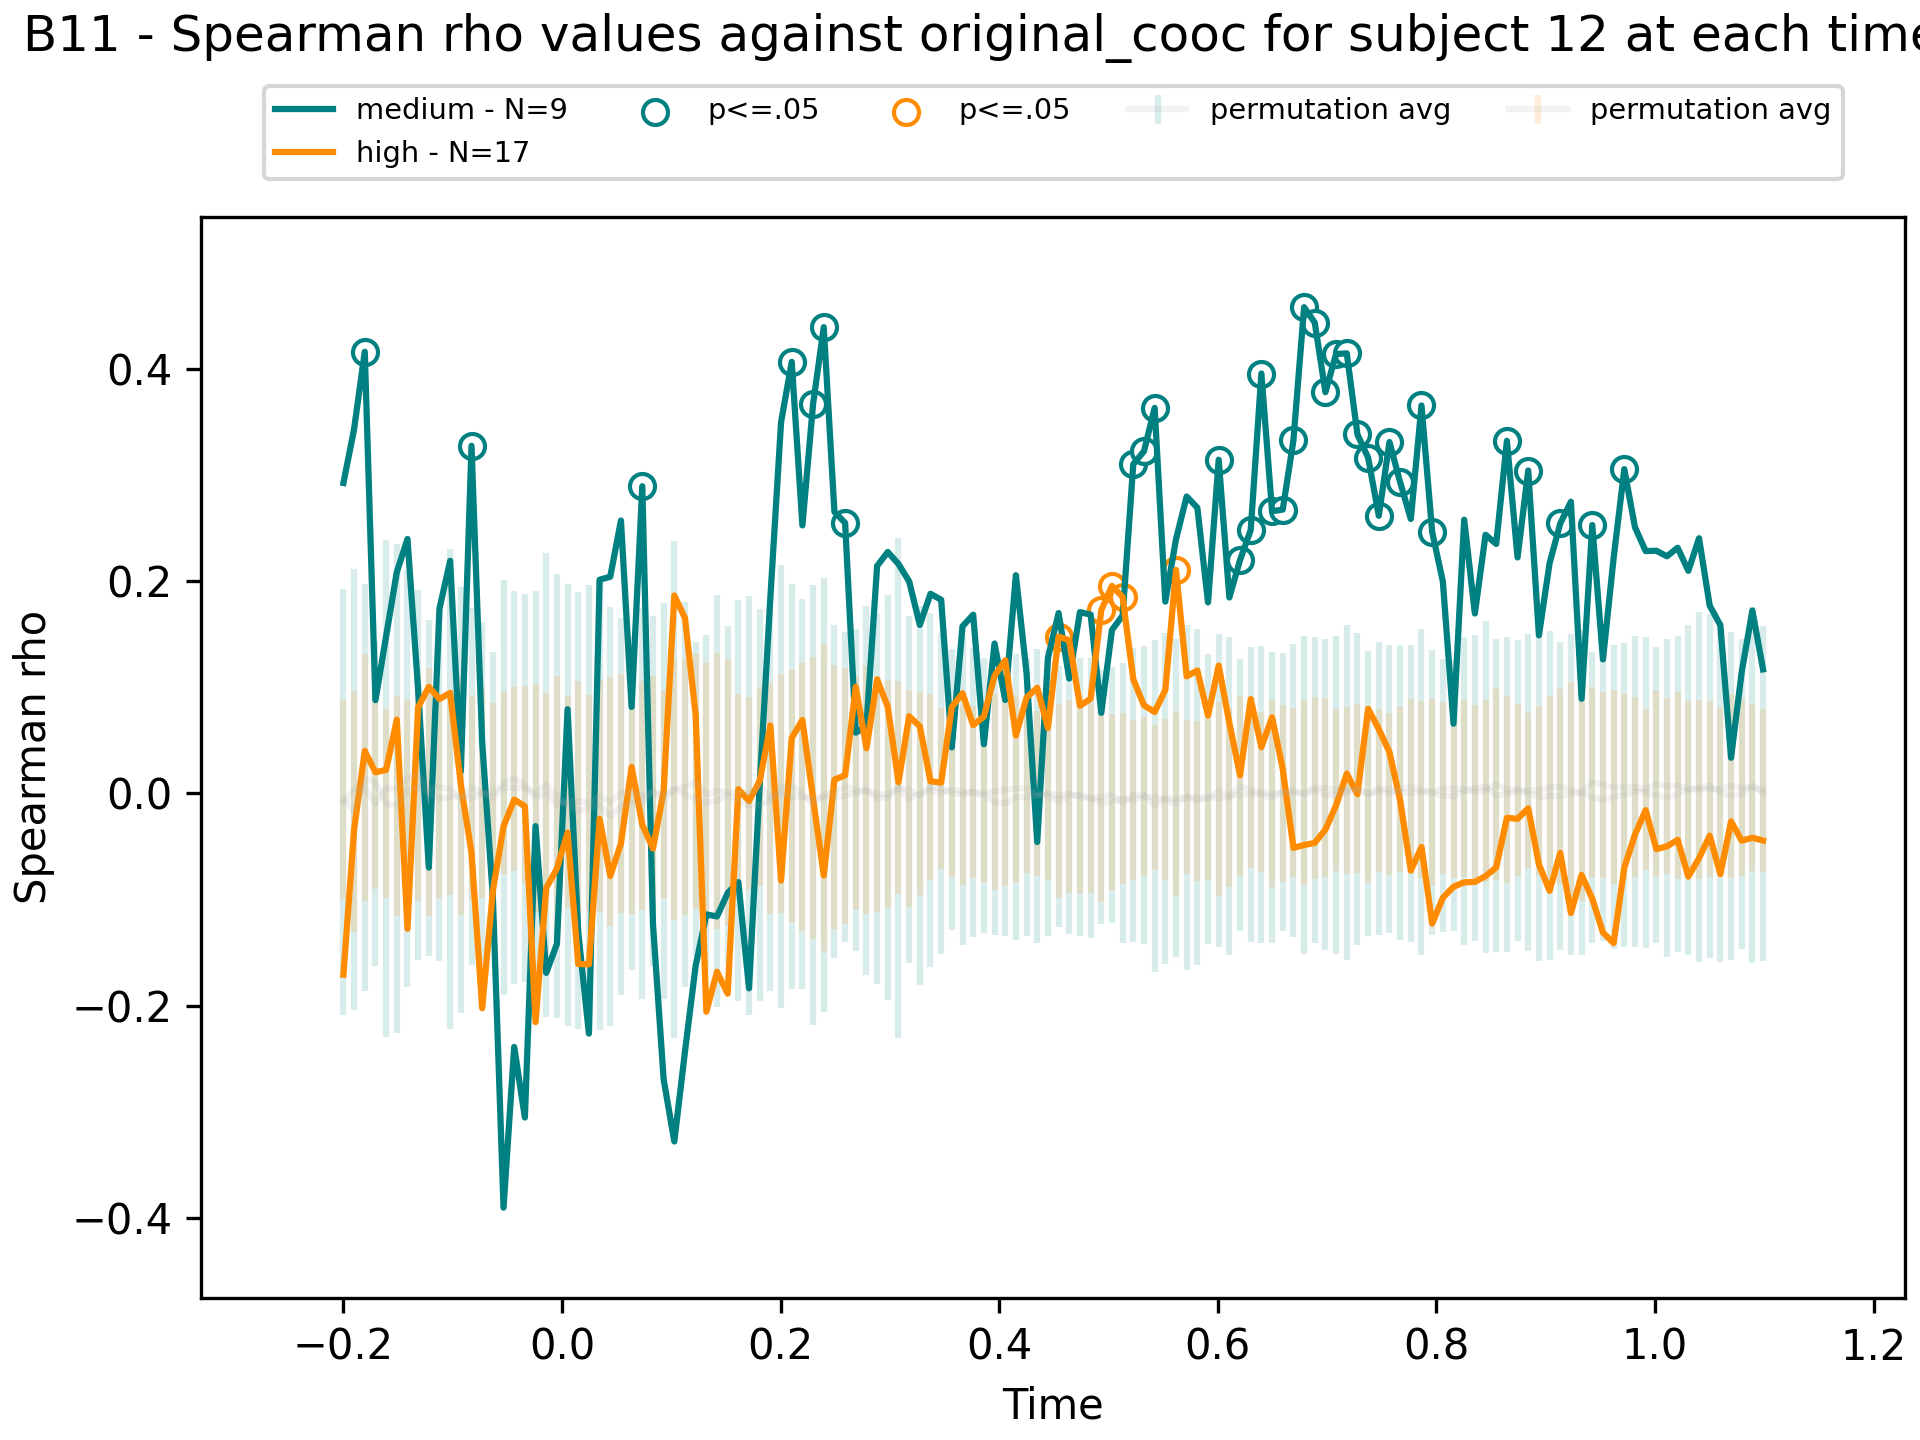 B11 - Spearman rho values against original_cooc for subject 12 at each time
medium - N=9
high - N=17
p<=.05
p<=.05
permutation avg
permutation avg
Spearman rho
0.4
0.2
0.0
−0.2
−0.4
−0.2 0.0 0.2 0.4 0.6 0.8 1.0 1.2
Time